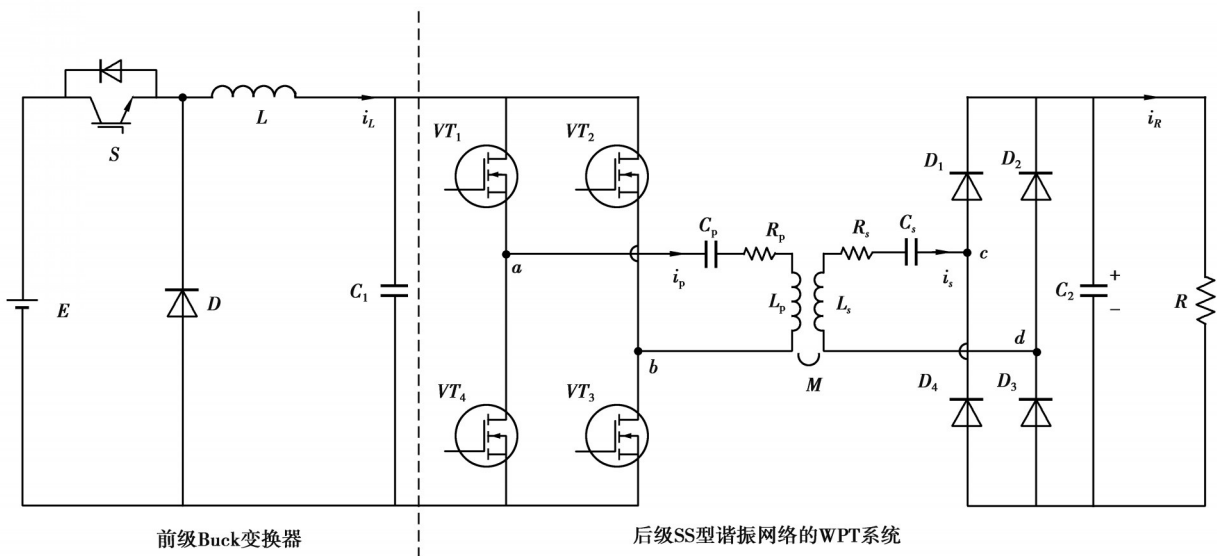 S
L
i_L
VT_1
VT_2
D_1
D_2
i_R
C_p
R_p
R_s
C_s
a
i_p
i_s
c
E
D
C_1
L_p
L_s
C_2
+
−
R
b
M
d
VT_4
VT_3
D_4
D_3
前级Buck变换器
后级SS型谐振网络的WPT系统